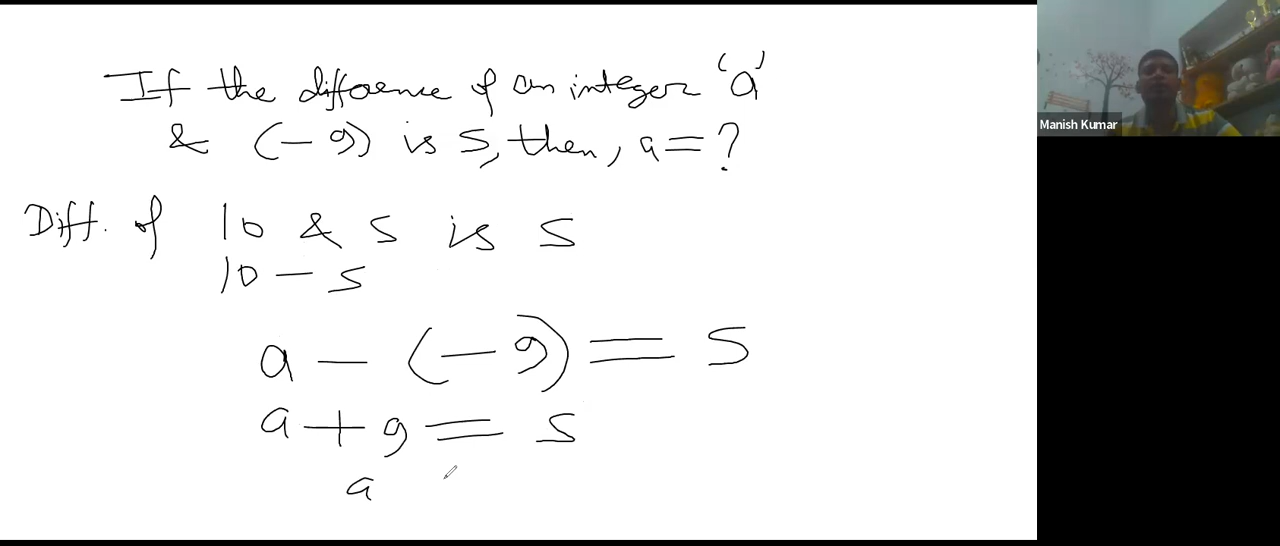 If the difference of an integer 'a'
& (-9) is 5, then, a = ?
Diff. of 10 & 5 is 5
10 - 5
a - (-9) = 5
a + 9 = 5
a
Manish Kumar